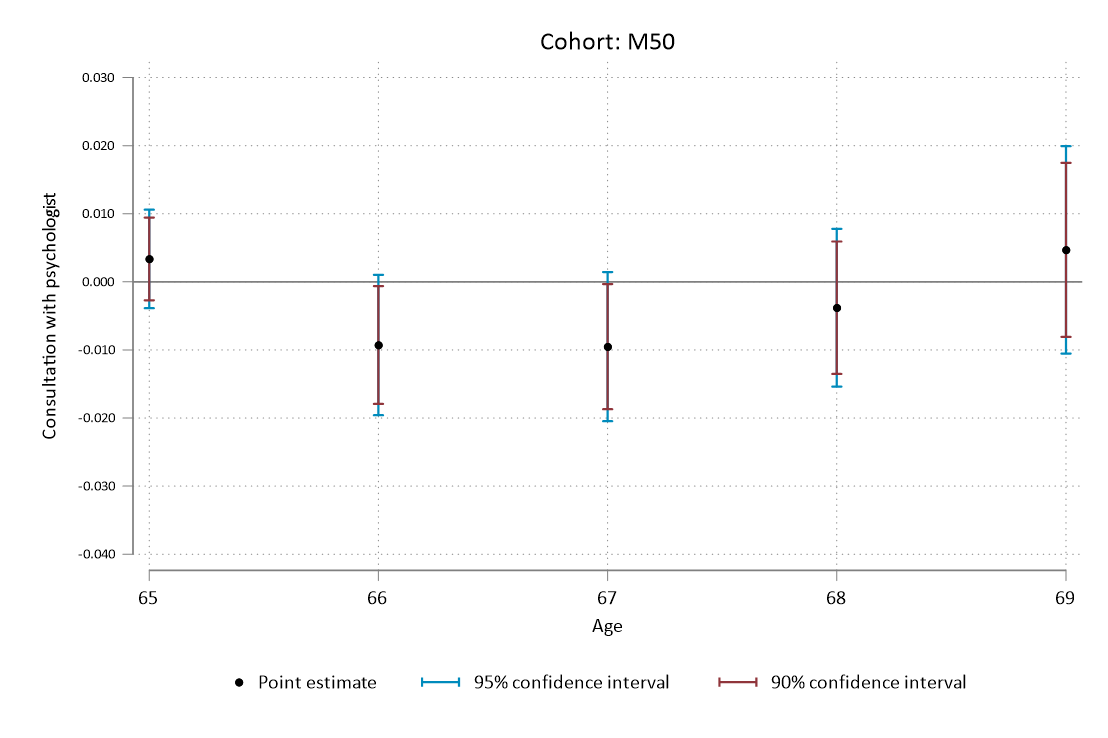 Cohort: M50
Consultation with psychologist
0.030
0.020
0.010
0.000
-0.010
-0.020
-0.030
-0.040
65 66 67 68 69
Age
Point estimate 95% confidence interval 90% confidence interval